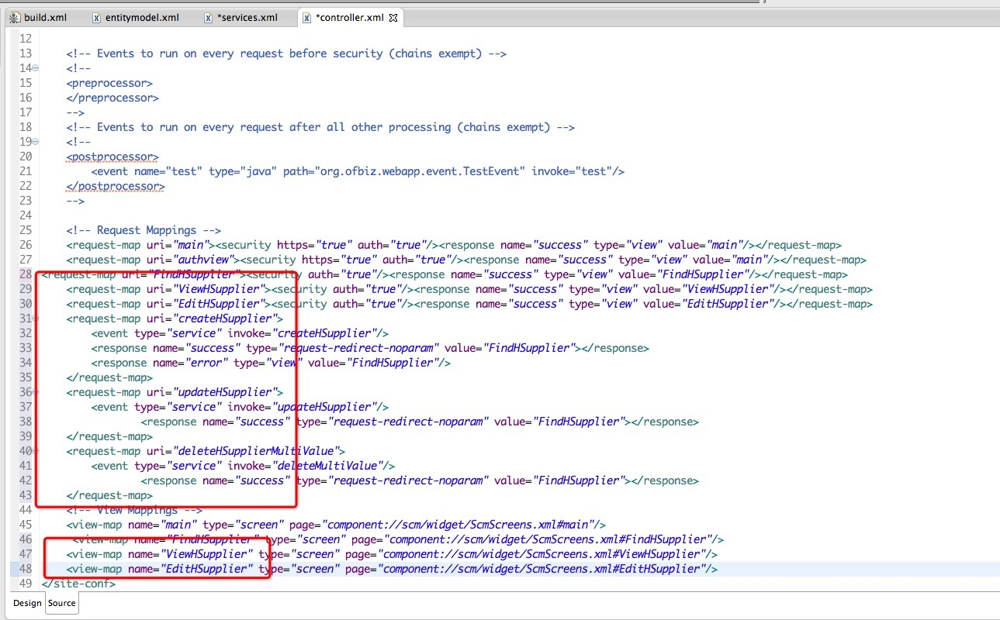 build.xml entitymodel.xml *services.xml *controller.xml
12
13 <!-- Events to run on every request before security (chains exempt) -->
14 <!--
15 <preprocessor>
16 </preprocessor>
17 -->
18 <!-- Events to run on every request after all other processing (chains exempt) -->
19 <!--
20 <postprocessor>
21 <event name="test" type="java" path="org.ofbiz.webapp.event.TestEvent" invoke="test"/>
22 </postprocessor>
23 -->
24
25 <!-- Request Mappings -->
26 <request-map uri="main"><security https="true" auth="true"/><response name="success" type="view" value="main"/></request-map>
27 <request-map uri="authview"><security https="true" auth="true"/><response name="success" type="view" value="main"/></request-map>
28 <request-map uri="FindHSupplier"><security auth="true"/><response name="success" type="view" value="FindHSupplier"/></request-map>
29 <request-map uri="ViewHSupplier"><security auth="true"/><response name="success" type="view" value="ViewHSupplier"/></request-map>
30 <request-map uri="EditHSupplier"><security auth="true"/><response name="success" type="view" value="EditHSupplier"/></request-map>
31 <request-map uri="createHSupplier">
32 <event type="service" invoke="createHSupplier"/>
33 <response name="success" type="request-redirect-noparam" value="FindHSupplier"></response>
34 <response name="error" type="view" value="FindHSupplier"/>
35 </request-map>
36 <request-map uri="updateHSupplier">
37 <event type="service" invoke="updateHSupplier"/>
38 <response name="success" type="request-redirect-noparam" value="FindHSupplier"></response>
39 </request-map>
40 <request-map uri="deleteHSupplierMultiValue">
41 <event type="service" invoke="deleteMultiValue"/>
42 <response name="success" type="request-redirect-noparam" value="FindHSupplier"></response>
43 </request-map>
44 <!-- View Mappings -->
45 <view-map name="main" type="screen" page="component://scm/widget/ScmScreens.xml#main"/>
46 <view-map name="FindHSupplier" type="screen" page="component://scm/widget/ScmScreens.xml#FindHSupplier"/>
47 <view-map name="ViewHSupplier" type="screen" page="component://scm/widget/ScmScreens.xml#ViewHSupplier"/>
48 <view-map name="EditHSupplier" type="screen" page="component://scm/widget/ScmScreens.xml#EditHSupplier"/>
49 </site-conf>
Design Source